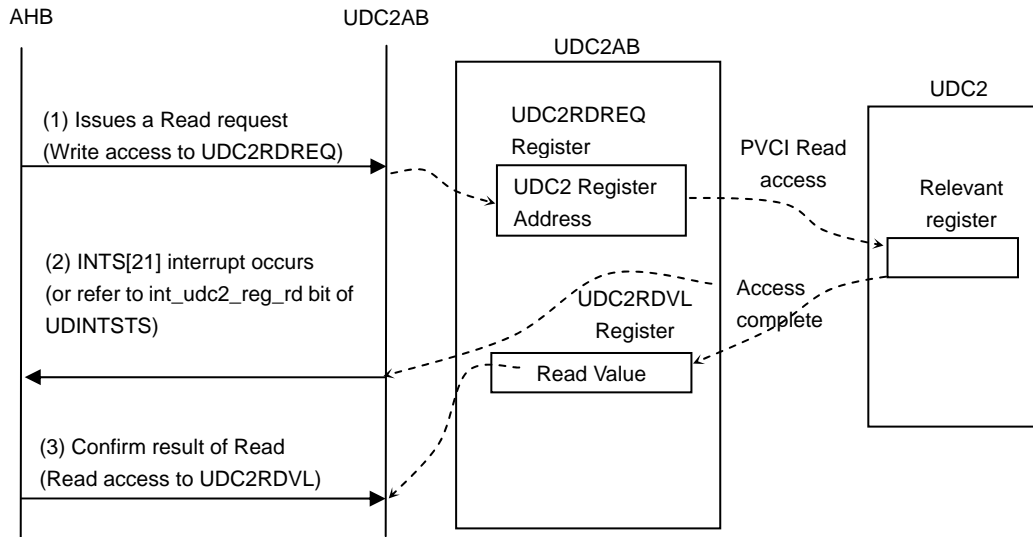 AHB
UDC2AB
UDC2AB
UDC2
(1) Issues a Read request
(Write access to UDC2RDREQ)
UDC2RDREQ
Register
UDC2 Register
Address
PVCI Read
access
Relevant
register
(2) INTS[21] interrupt occurs
(or refer to int_udc2_reg_rd bit of
UDINTSTS)
UDC2RDVL
Register
Access
complete
Read Value
(3) Confirm result of Read
(Read access to UDC2RDVL)